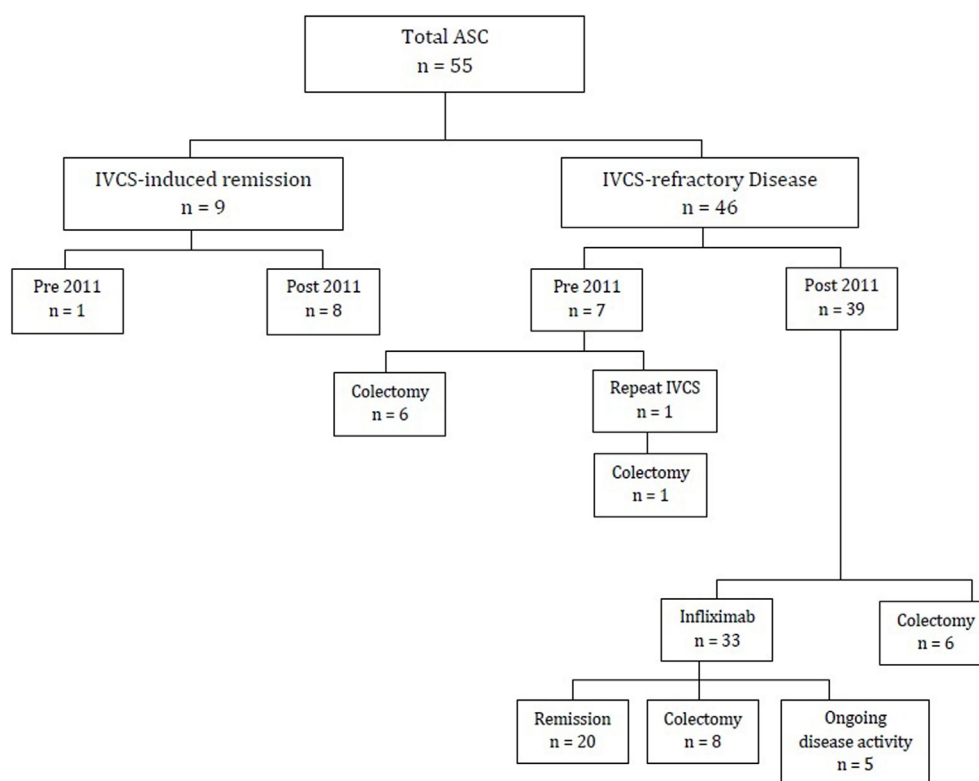 Total ASC
n = 55
IVCS-induced remission
n = 9
IVCS-refractory Disease
n = 46
Pre 2011
n = 1
Post 2011
n = 8
Pre 2011
n = 7
Post 2011
n = 39
Colectomy
n = 6
Repeat IVCS
n = 1
Colectomy
n = 1
Infliximab
n = 33
Colectomy
n = 6
Remission
n = 20
Colectomy
n = 8
Ongoing
disease activity
n = 5